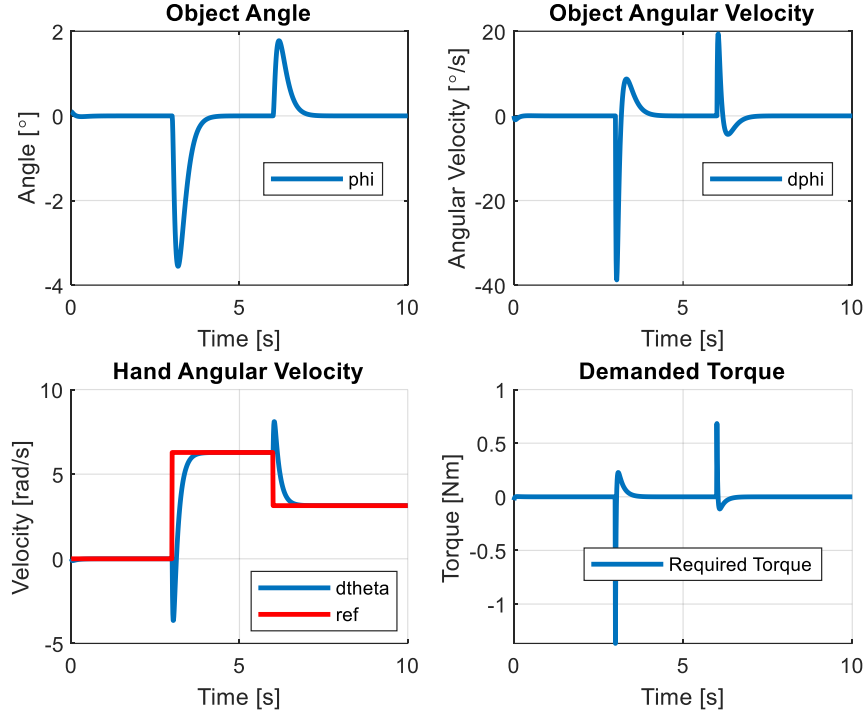 Object Angle
2
0
-2
-4
Angle [°]
phi
0
5
10
Time [s]
Object Angular Velocity
20
0
-20
-40
Angular Velocity [°/s]
dphi
0
5
10
Time [s]
Hand Angular Velocity
10
5
0
-5
Velocity [rad/s]
dtheta
ref
0
5
10
Time [s]
Demanded Torque
1
0.5
0
-0.5
-1
Torque [Nm]
Required Torque
0
5
10
Time [s]